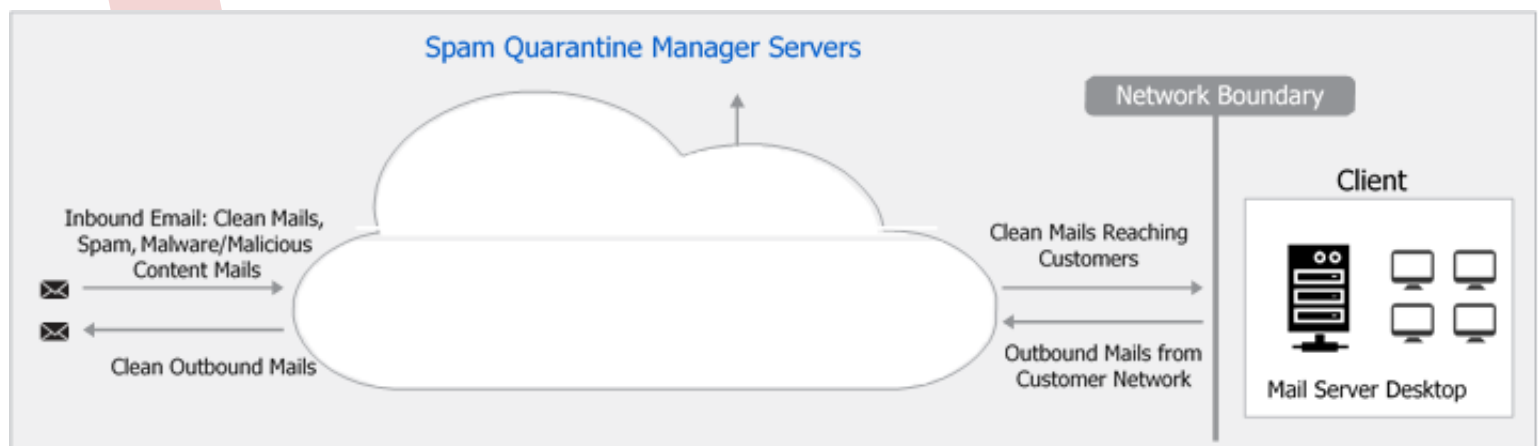 Spam Quarantine Manager Servers
Network Boundary
Client
Inbound Email: Clean Mails,
Spam, Malware/Malicious
Content Mails
Clean Outbound Mails
Clean Mails Reaching
Customers
Outbound Mails from
Customer Network
Mail Server Desktop